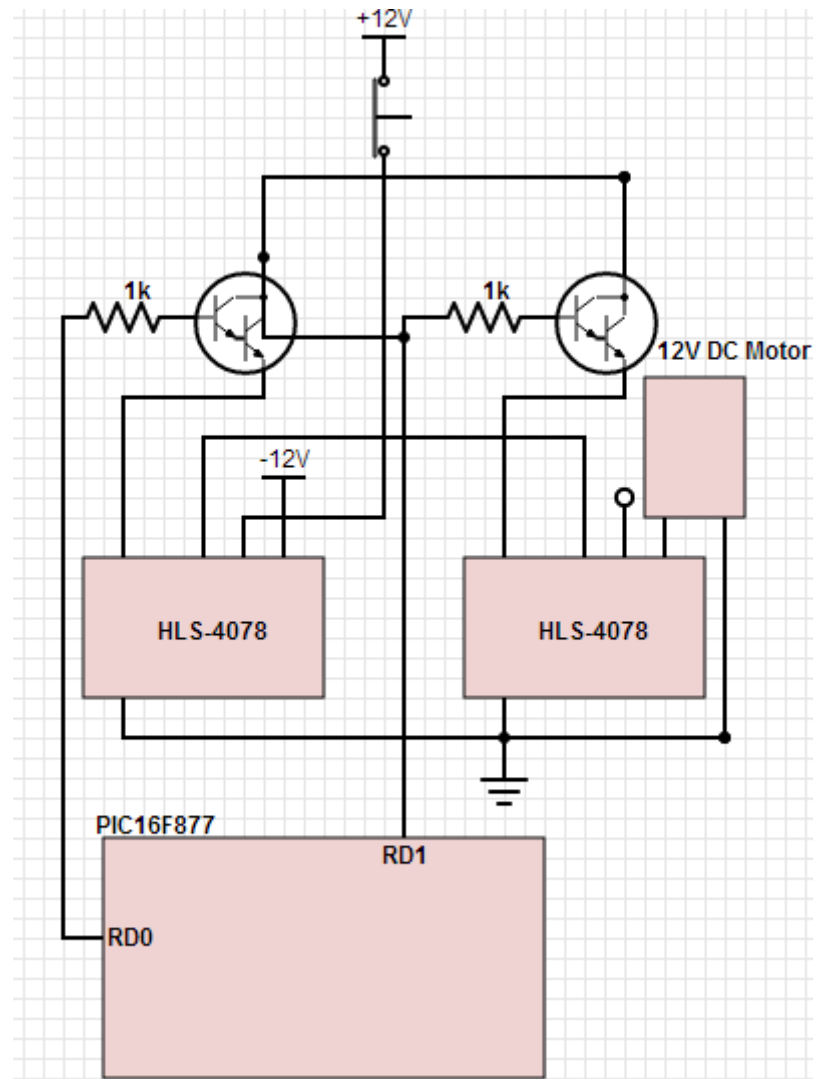 +12V
1k
1k
12V DC Motor
-12V
HLS-4078
HLS-4078
PIC16F877
RD1
RD0